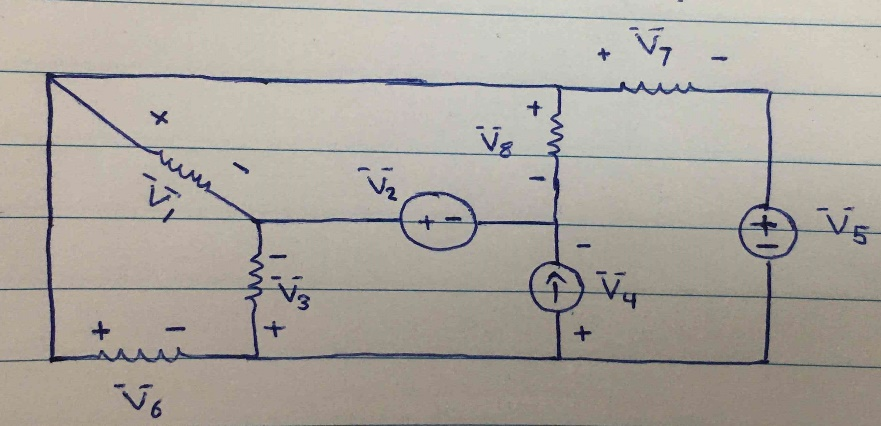 + V̄7 -
+
+ V̄8 -
-
V̄1
V̄2
+ -
+
-
V̄5
-
V̄3
+
-
↑ V̄4
+
+ -
V̄6